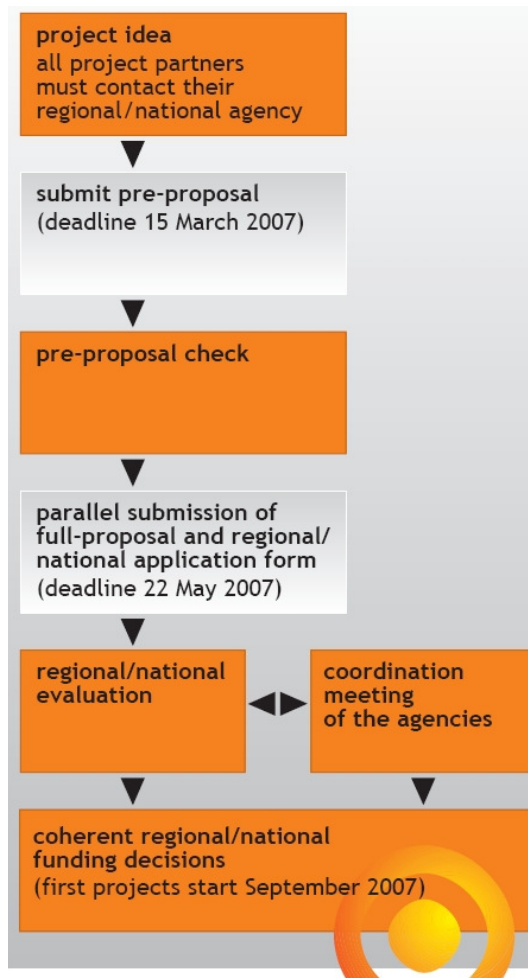 project idea
all project partners
must contact their
regional/national agency
submit pre-proposal
(deadline 15 March 2007)
pre-proposal check
parallel submission of
full-proposal and regional/
national application form
(deadline 22 May 2007)
regional/national
evaluation
coordination
meeting
of the agencies
coherent regional/national
funding decisions
(first projects start September 2007)